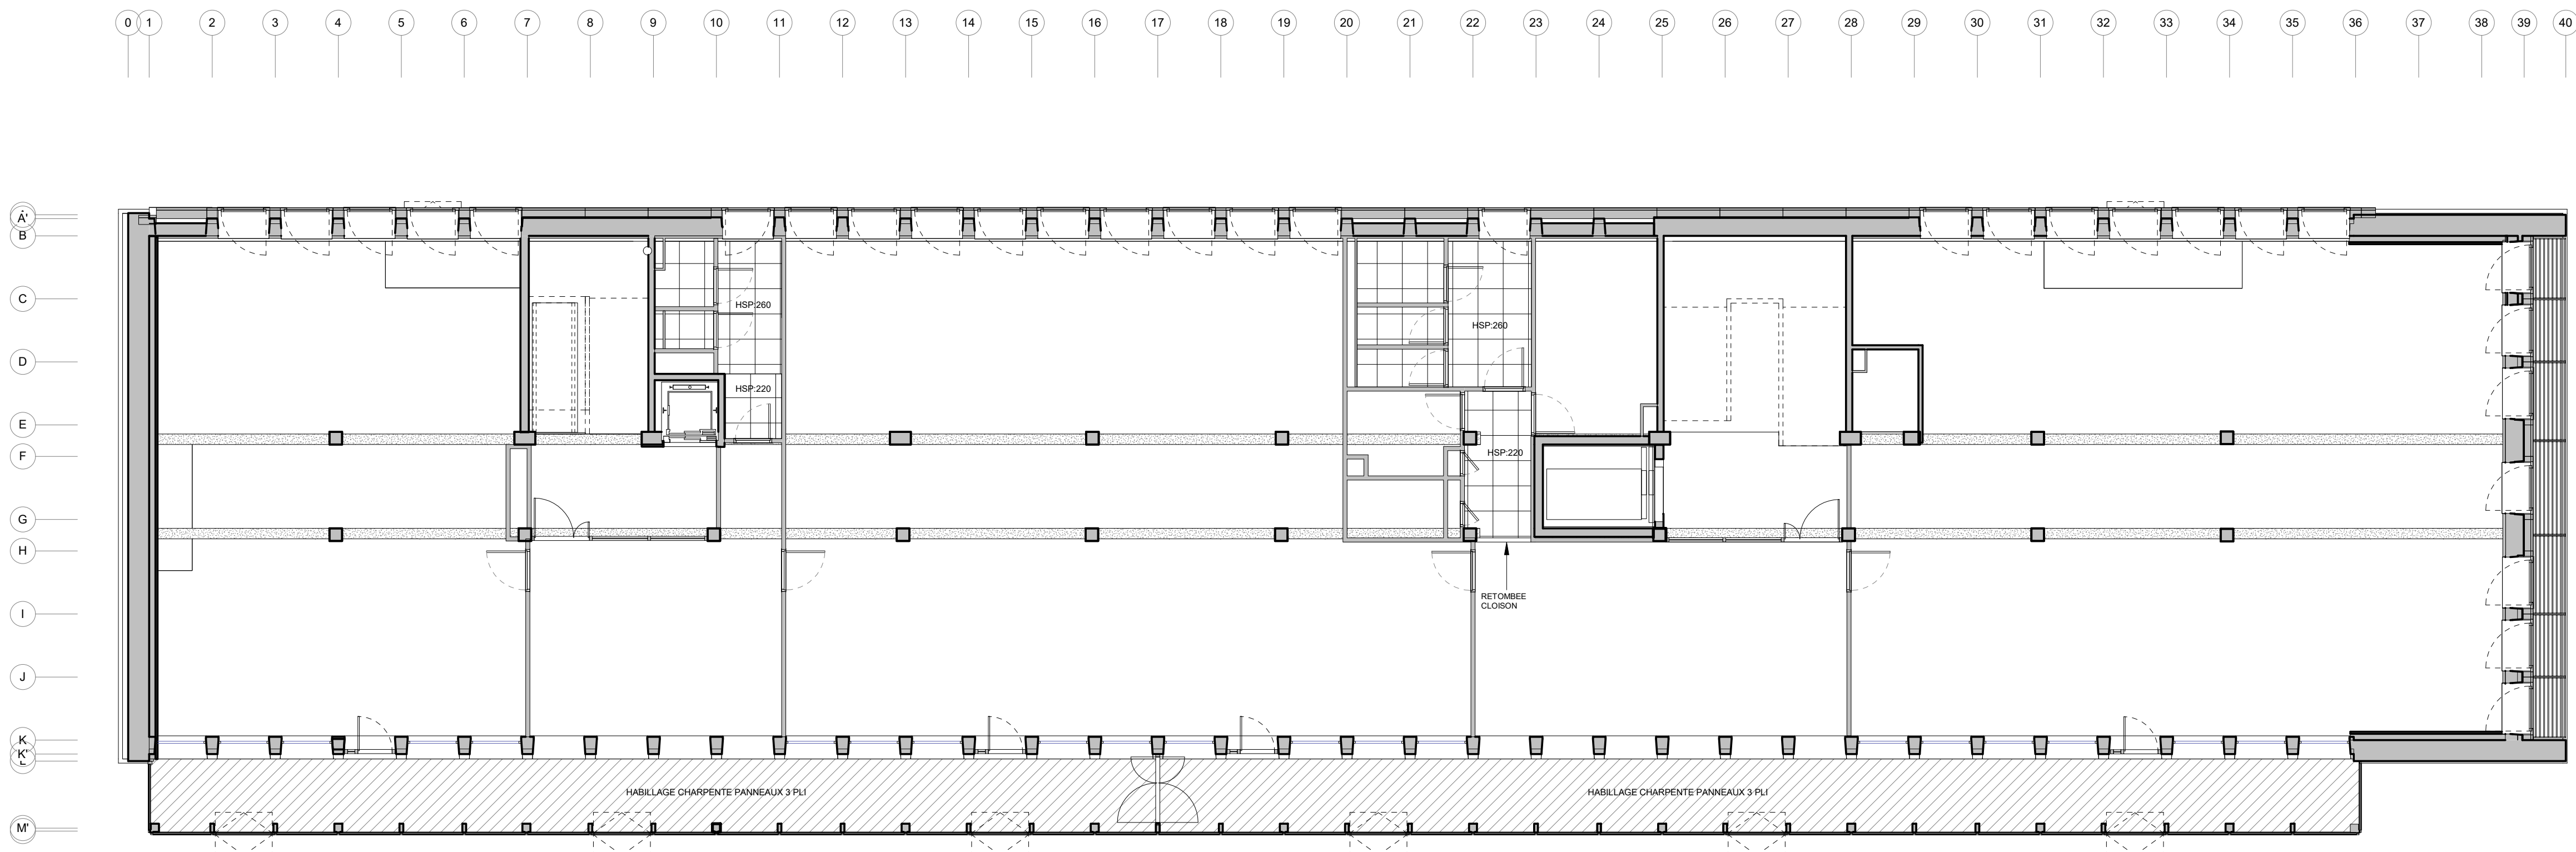 0 1 2 3 4 5 6 7 8 9 10 11 12 13 14 15 16 17 18 19 20 21 22 23 24 25 26 27 28 29 30 31 32 33 34 35 36 37 38 39 40
A'
B
C
HSP:260
HSP:260
D
HSP:220
E
HSP:220
F
G
H
RETOMBEE
CLOISON
I
J
K
K'
L
HABILLAGE CHARPENTE PANNEAUX 3 PLI HABILLAGE CHARPENTE PANNEAUX 3 PLI
M'